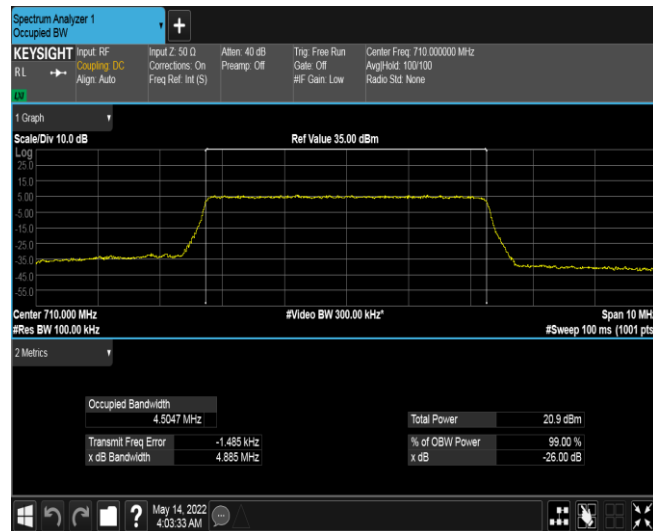 Spectrum Analyzer 1
Occupied BW
+
KEYSIGHT Input: RF Input Z: 50 Ω Atten: 40 dB Trig: Free Run Center Freq: 710.000000 MHz
RL Coupling: DC Corrections: On Preamp: Off Gate: Off Avg|Hold: 100/100
Align: Auto Freq Ref: Int (S) #IF Gain: Low Radio Std: None
1 Graph
Scale/Div 10.0 dB Ref Value 35.00 dBm
Log
25.0
15.0
5.00
-5.00
-15.0
-25.0
-35.0
-45.0
-55.0
Center 710.000 MHz #Video BW 300.00 kHz* Span 10 MH
#Res BW 100.00 kHz #Sweep 100 ms (1001 pts
2 Metrics
Occupied Bandwidth
4.5047 MHz Total Power 20.9 dBm
Transmit Freq Error -1.485 kHz % of OBW Power 99.00 %
x dB Bandwidth 4.885 MHz x dB -26.00 dB
? May 14, 2022
4:03:33 AM